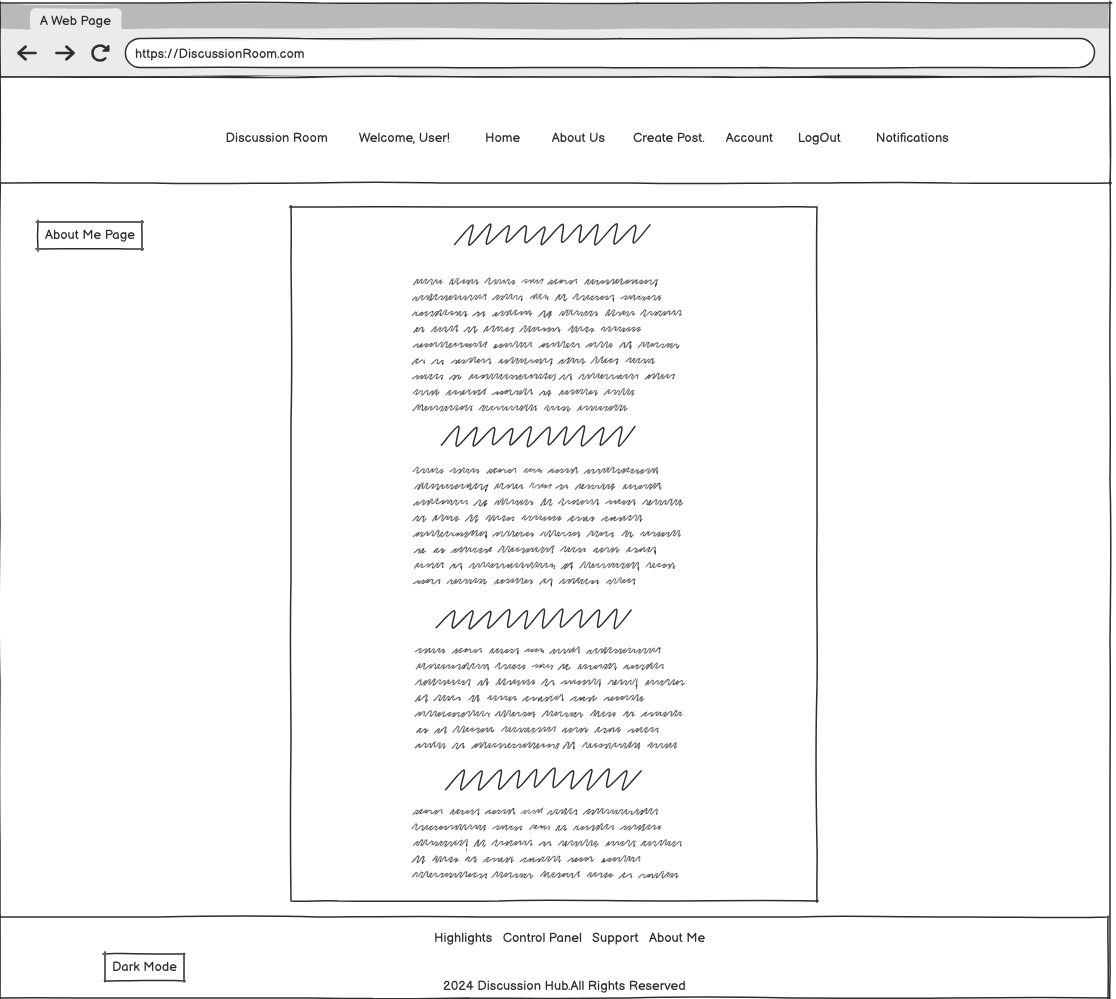 A Web Page
https://DiscussionRoom.com
Discussion Room Welcome, User! Home About Us Create Post. Account LogOut Notifications
About Me Page
Highlights Control Panel Support About Me
Dark Mode
2024 Discussion Hub.All Rights Reserved